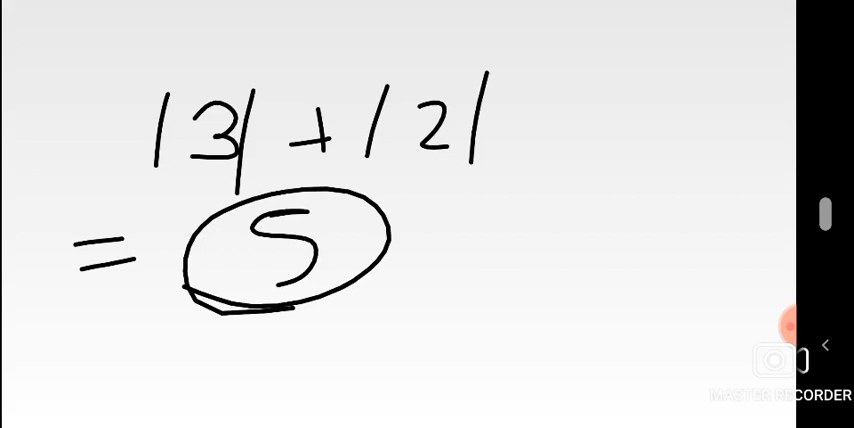 |3| + |2|
= 5
MASTER RECORDER